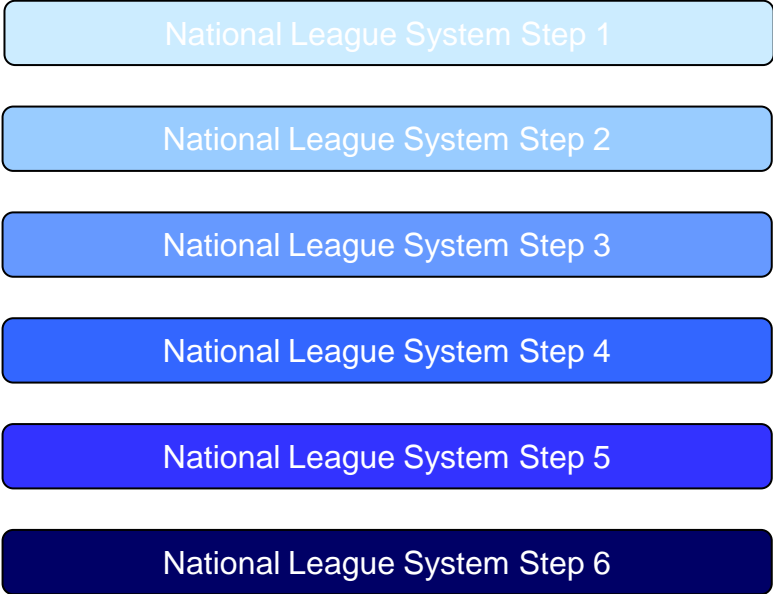 National League System Step 1
National League System Step 2
National League System Step 3
National League System Step 4
National League System Step 5
National League System Step 6